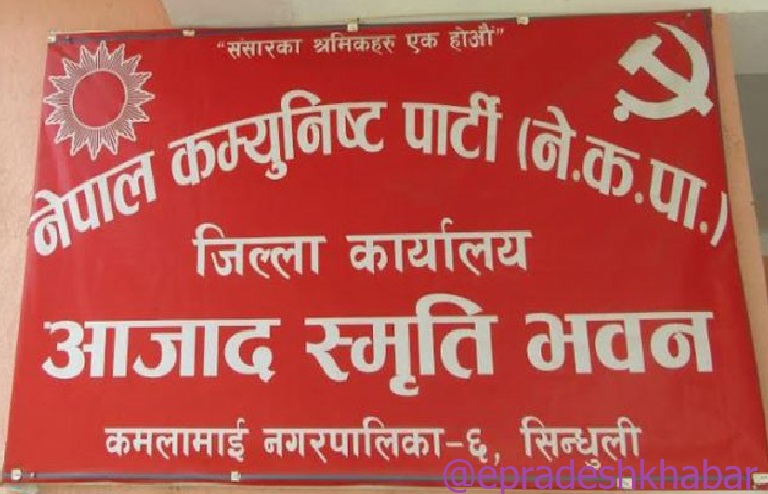 “संसारका श्रमिकहरु एक होऔं”
नेपाल कम्युनिष्ट पार्टी (ने.क.पा.)
जिल्ला कार्यालय
आजाद स्मृति भवन
कमलामाई नगरपालिका-६, सिन्धुली
@epradeshkhabar